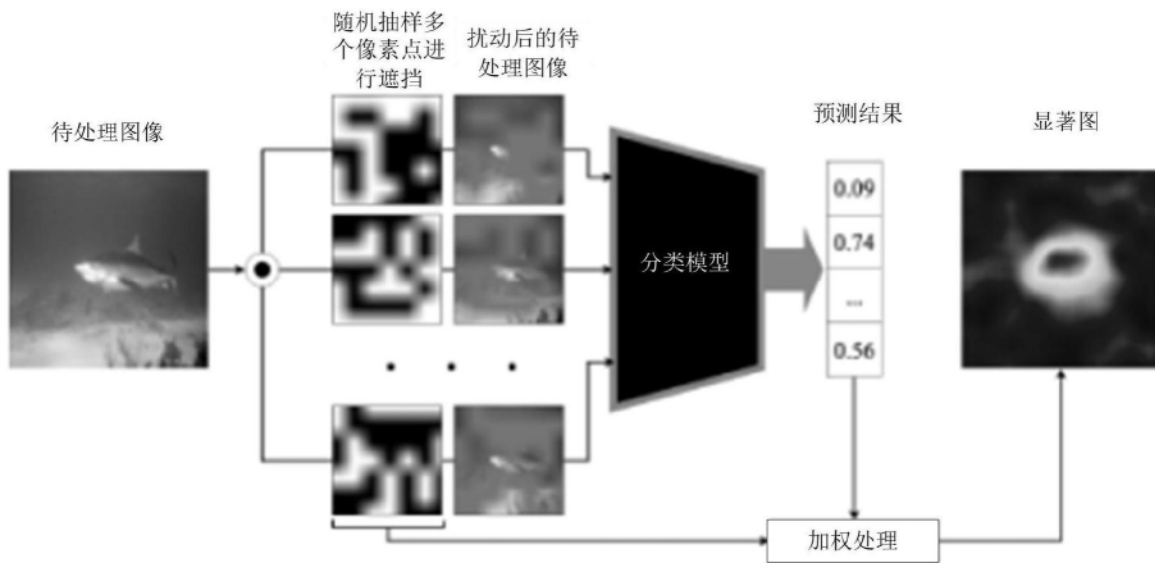 随机抽样多
个像素点进
行遮挡
扰动后的待
处理图像
待处理图像
预测结果
显著图
0.09
0.74
...
0.56
分类模型
加权处理